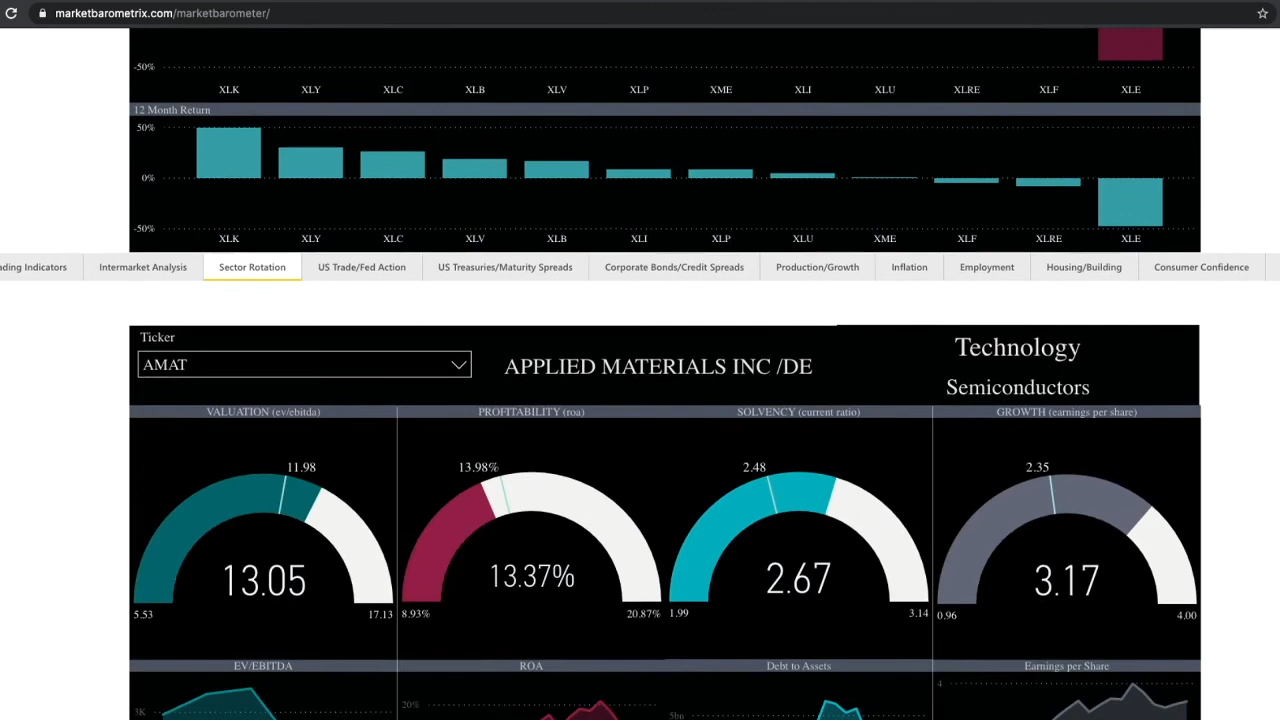 marketbarometrix.com/marketbarometer/
-50%
XLK XLY XLC XLB XLV XLP XME XLI XLU XLRE XLF XLE
12 Month Return
50%
0%
-50%
XLK XLY XLC XLV XLB XLI XLP XLU XME XLF XLRE XLE
ading Indicators Intermarket Analysis Sector Rotation US Trade/Fed Action US Treasuries/Maturity Spreads Corporate Bonds/Credit Spreads Production/Growth Inflation Employment Housing/Building Consumer Confidence
Ticker
AMAT
APPLIED MATERIALS INC /DE
Technology
Semiconductors
VALUATION (ev/ebitda) PROFITABILITY (roa) SOLVENCY (current ratio) GROWTH (earnings per share)
11.98 13.98% 2.48 2.35
13.05 13.37% 2.67 3.17
5.53 17.13 8.93% 20.87% 1.99 3.14 0.96 4.00
EV/EBITDA ROA Debt to Assets Earnings per Share
3K 20% 5bn 4